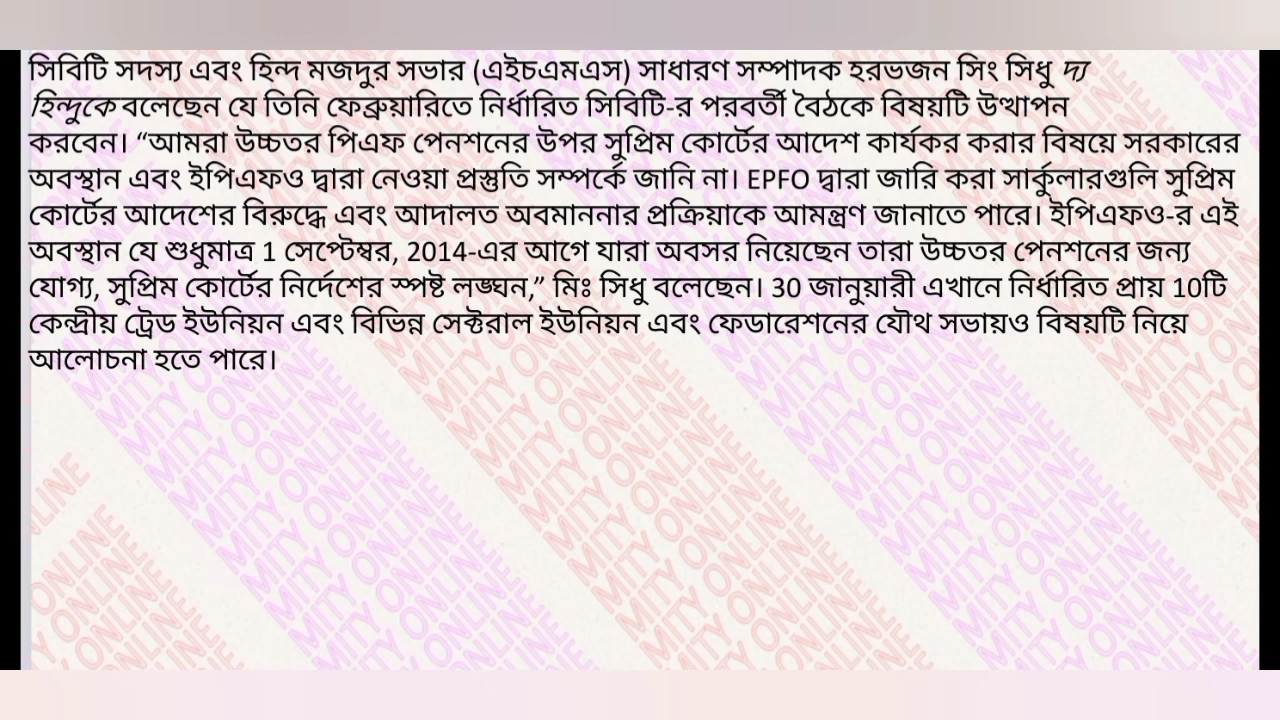 সিবিটি সদস্য এবং হিন্দ মজদুর সভার (এইচএমএস) সাধারণ সম্পাদক হরভজন সিং সিধু দ্য
হিন্দুকে বলেছেন যে তিনি ফেব্রুয়ারিতে নির্ধারিত সিবিটি-র পরবর্তী বৈঠকে বিষয়টি উত্থাপন
করবেন। “আমরা উচ্চতর পিএফ পেনশনের উপর সুপ্রিম কোর্টের আদেশ কার্যকর করার বিষয়ে সরকারের
অবস্থান এবং ইপিএফও দ্বারা নেওয়া প্রস্তুতি সম্পর্কে জানি না। EPFO দ্বারা জারি করা সার্কুলারগুলি সুপ্রিম
কোর্টের আদেশের বিরুদ্ধে এবং আদালত অবমাননার প্রক্রিয়াকে আমন্ত্রণ জানাতে পারে। ইপিএফও-র এই
অবস্থান যে শুধুমাত্র 1 সেপ্টেম্বর, 2014-এর আগে যারা অবসর নিয়েছেন তারা উচ্চতর পেনশনের জন্য
যোগ্য, সুপ্রিম কোর্টের নির্দেশের স্পষ্ট লঙ্ঘন,” মিঃ সিধু বলেছেন। 30 জানুয়ারী এখানে নির্ধারিত প্রায় 10টি
কেন্দ্রীয় ট্রেড ইউনিয়ন এবং বিভিন্ন সেক্টরাল ইউনিয়ন এবং ফেডারেশনের যৌথ সভায়ও বিষয়টি নিয়ে
আলোচনা হতে পারে।
MITY ONLINE